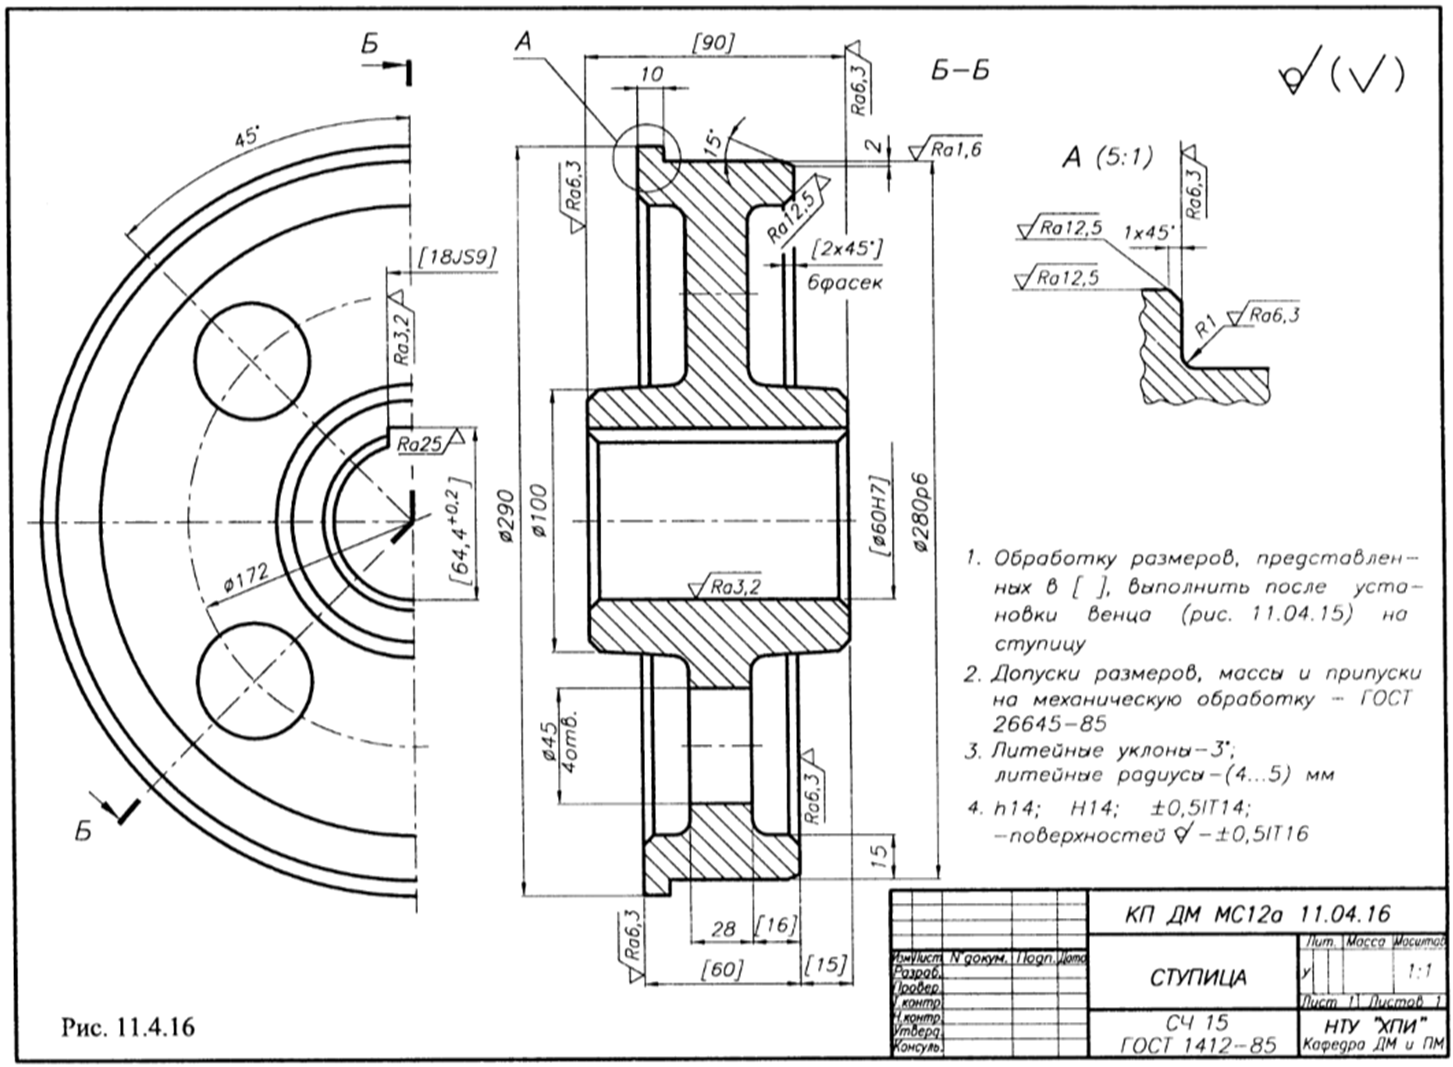 Б
А
[90]
Б–Б
10
Ra6,3
45°
15°
2
Ra1,6
А (5:1)
Ra6,3
Ra6,3
Ra12,5
Ra12,5
1x45°
[18JS9]
[2x45°]
6фасек
Ra12,5
R1
Ra6,3
Ra3,2
Ra25
[64,4+0,2]
ø290
ø100
[ø60H7]
ø280р6
ø172
Ra3,2
1. Обработку размеров, представлен–
ных в [ ], выполнить после уста–
новки венца (рис. 11.04.15) на
ступицу
2. Допуски размеров, массы и припуски
на механическую обработку – ГОСТ
26645–85
3. Литейные уклоны–3°;
литейные радиусы–(4...5) мм
4. h14; H14; ±0,5IT14;
–поверхностей –±0,5IT16
ø45
4отв.
Ra6,3
Б
15
Ra6,3
28
[16]
[60]
[15]
КП ДМ МС12а 11.04.16
Изм Лист N°докум. Подп. Дата
Разраб.
Провер.
Т.контр.
Н.контр.
Утверд.
Консуль.
СТУПИЦА
Лит. Масса Масштаб
у 1:1
Лист 1 Листов 1
СЧ 15
ГОСТ 1412–85
НТУ "ХПИ"
Кафедра ДМ и ПМ
Рис. 11.4.16